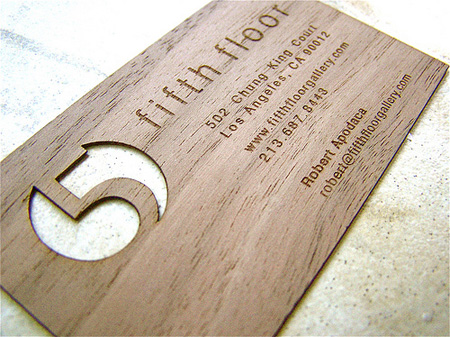 5
fifth floor
502 Chung King Court
Los Angeles, CA 90012
www.fifthfloorgallery.com
213.687.8443
Robert Apodaca
robert@fifthfloorgallery.com